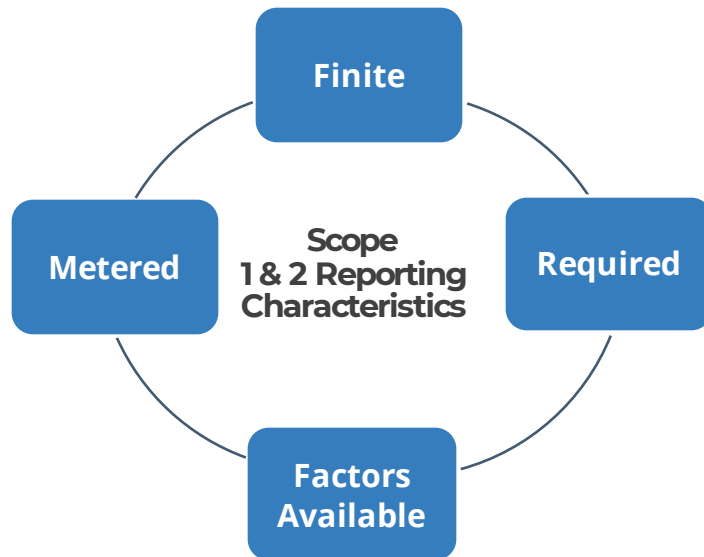 Finite
Metered
Scope
1 & 2 Reporting
Characteristics
Required
Factors
Available